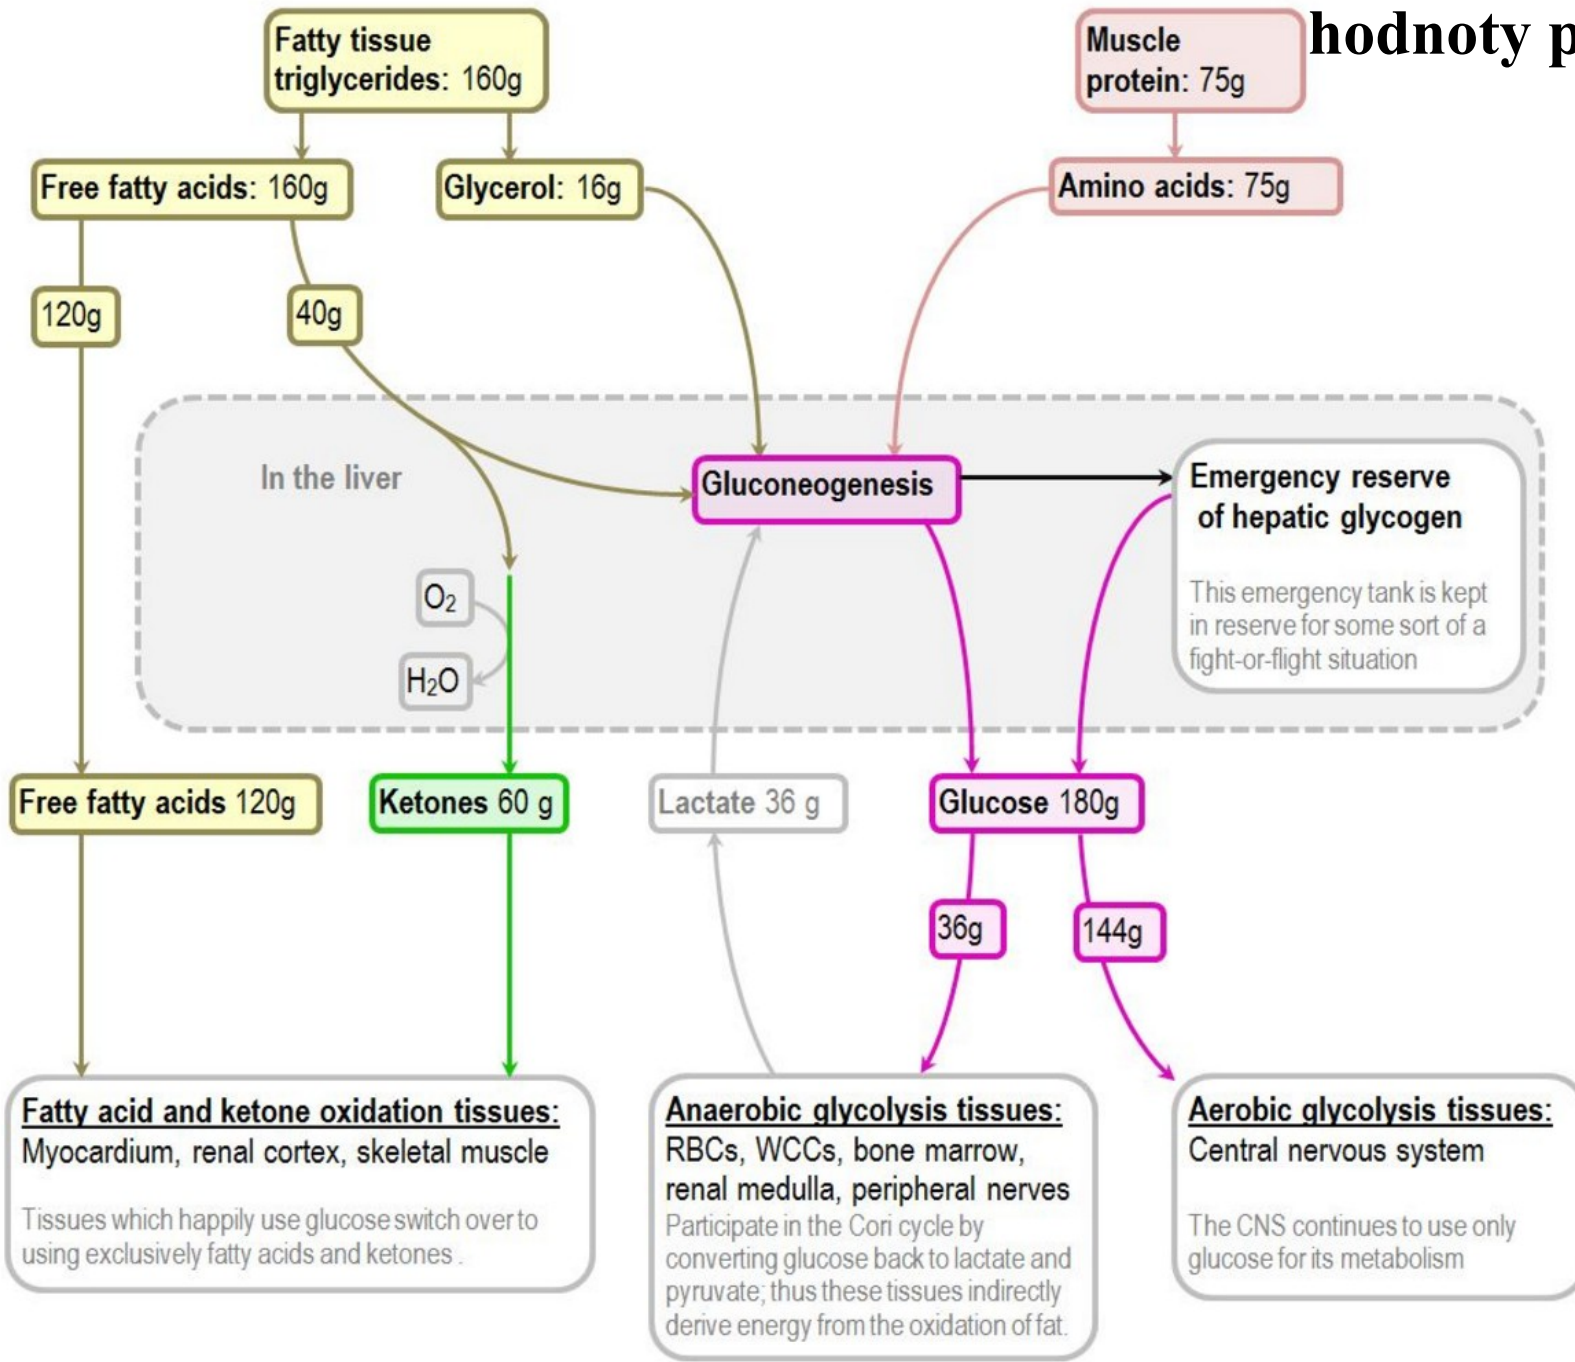 Fatty tissue
triglycerides: 160g
Muscle
protein: 75g
hodnoty p
Free fatty acids: 160g
Glycerol: 16g
Amino acids: 75g
120g
40g
In the liver
Gluconeogenesis
Emergency reserve
of hepatic glycogen
This emergency tank is kept
in reserve for some sort of a
fight-or-flight situation
O₂
H₂O
Free fatty acids 120g
Ketones 60 g
Lactate 36 g
Glucose 180g
36g
144g
Fatty acid and ketone oxidation tissues:
Myocardium, renal cortex, skeletal muscle
Tissues which happily use glucose switch over to
using exclusively fatty acids and ketones .
Anaerobic glycolysis tissues:
RBCs, WCCs, bone marrow,
renal medulla, peripheral nerves
Participate in the Cori cycle by
converting glucose back to lactate and
pyruvate; thus these tissues indirectly
derive energy from the oxidation of fat.
Aerobic glycolysis tissues:
Central nervous system
The CNS continues to use only
glucose for its metabolism